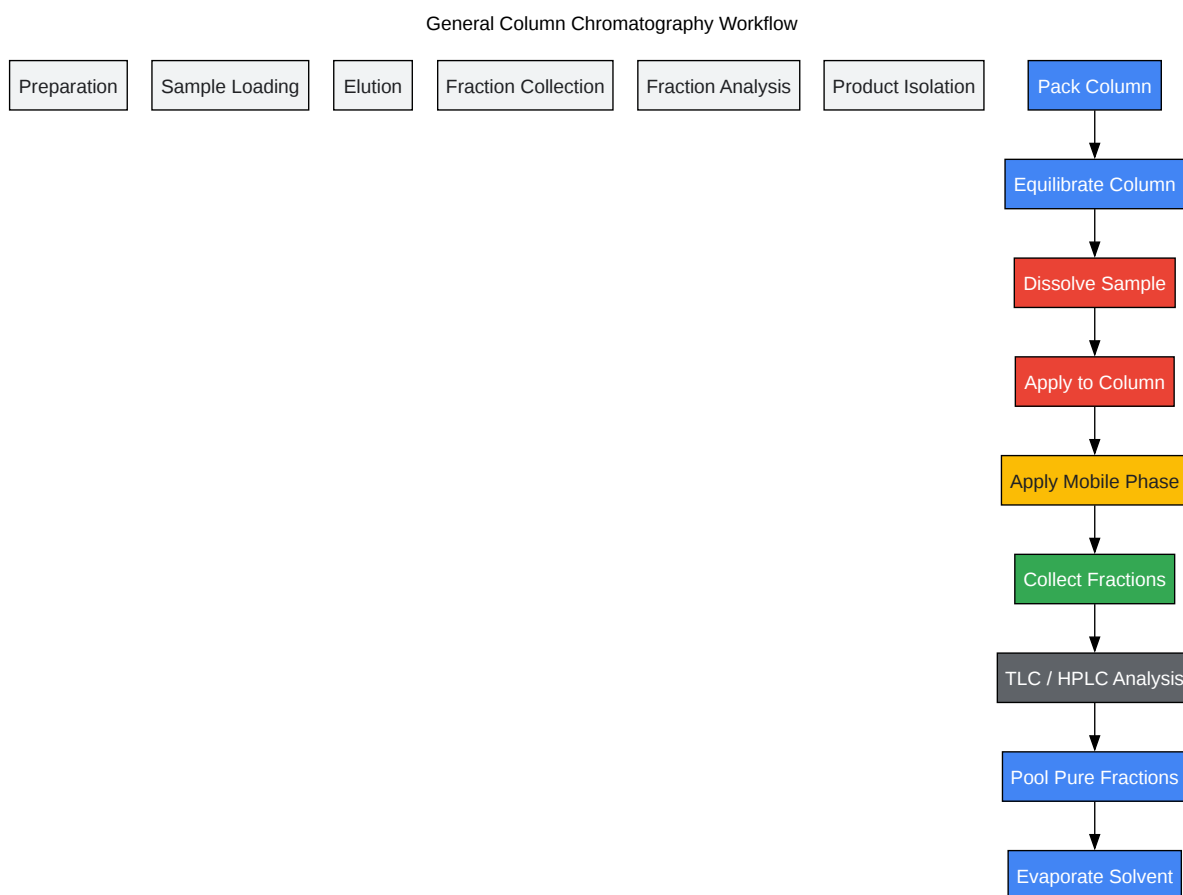 General Column Chromatography Workflow
Preparation
Sample Loading
Elution
Fraction Collection
Fraction Analysis
Product Isolation
Pack Column
Equilibrate Column
Dissolve Sample
Apply to Column
Apply Mobile Phase
Collect Fractions
TLC / HPLC Analysis
Pool Pure Fractions
Evaporate Solvent